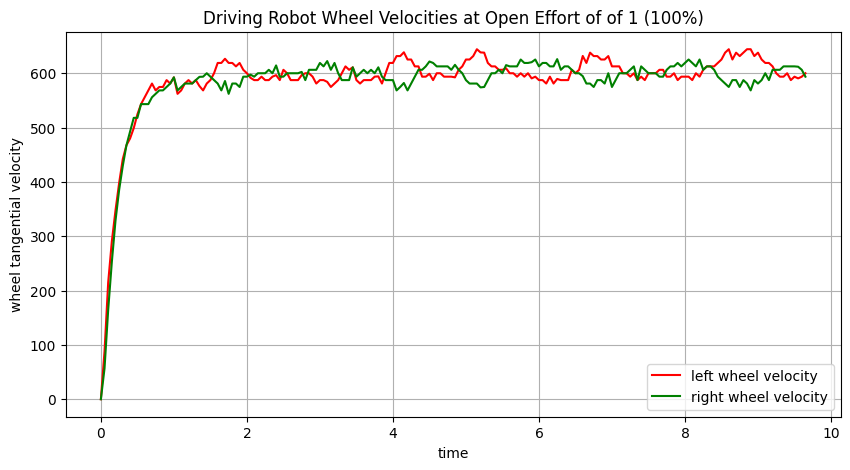 Driving Robot Wheel Velocities at Open Effort of of 1 (100%)
wheel tangential velocity
600
500
400
300
200
100
0
0 2 4 6 8 10
time
left wheel velocity
right wheel velocity